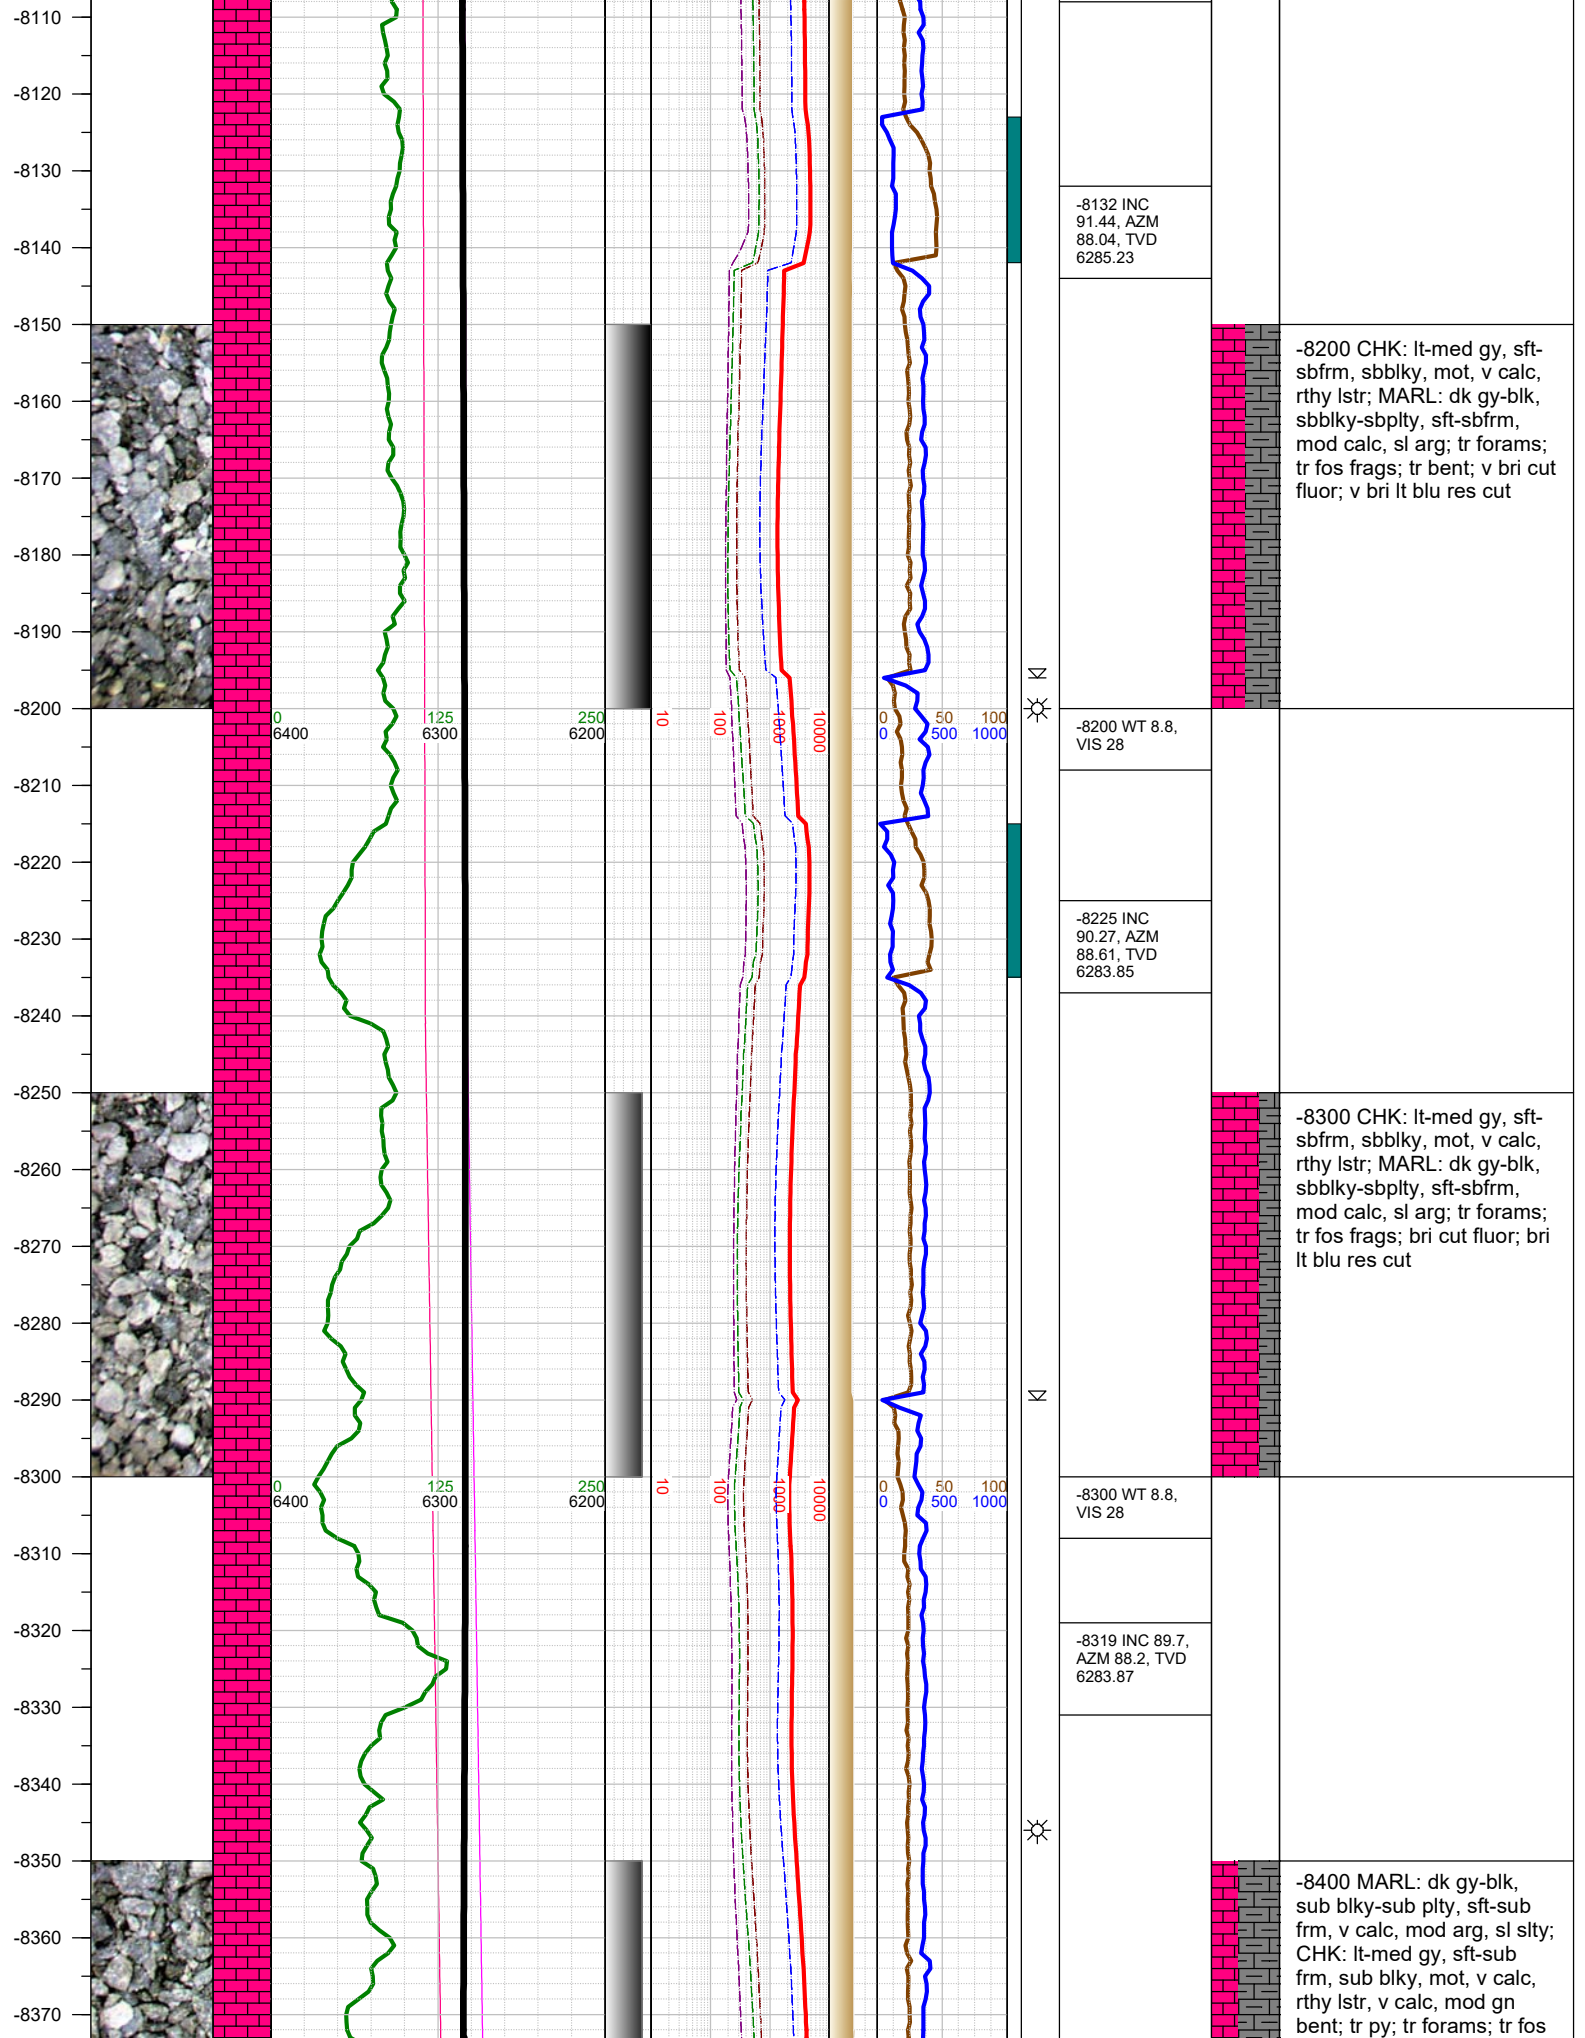 -8110
-8120
-8130
-8132 INC
91.44, AZM
88.04, TVD
6285.23
-8140
-8150
-8200 CHK: lt-med gy, sft-
sbfrm, sbblky, mot, v calc,
rthy lstr; MARL: dk gy-blk,
sbblky-sbplty, sft-sbfrm,
mod calc, sl arg; tr forams;
tr fos frags; tr bent; v bri cut
fluor; v bri lt blu res cut
-8160
-8170
-8180
-8190
-8200
0 125 250
6400 6300 6200
10 100 1000 10000
0 50 100
0 500 1000
-8200 WT 8.8,
VIS 28
-8210
-8220
-8225 INC
90.27, AZM
88.61, TVD
6283.85
-8230
-8240
-8250
-8300 CHK: lt-med gy, sft-
sbfrm, sbblky, mot, v calc,
rthy lstr; MARL: dk gy-blk,
sbblky-sbplty, sft-sbfrm,
mod calc, sl arg; tr forams;
tr fos frags; bri cut fluor; bri
lt blu res cut
-8260
-8270
-8280
-8290
-8300
0 125 250
6400 6300 6200
10 100 1000 10000
0 50 100
0 500 1000
-8300 WT 8.8,
VIS 28
-8310
-8320
-8319 INC 89.7,
AZM 88.2, TVD
6283.87
-8330
-8340
-8350
-8400 MARL: dk gy-blk,
sub blky-sub plty, sft-sub
frm, v calc, mod arg, sl slty;
CHK: lt-med gy, sft-sub
frm, sub blky, mot, v calc,
rthy lstr, v calc, mod gn
bent; tr py; tr forams; tr fos
-8360
-8370